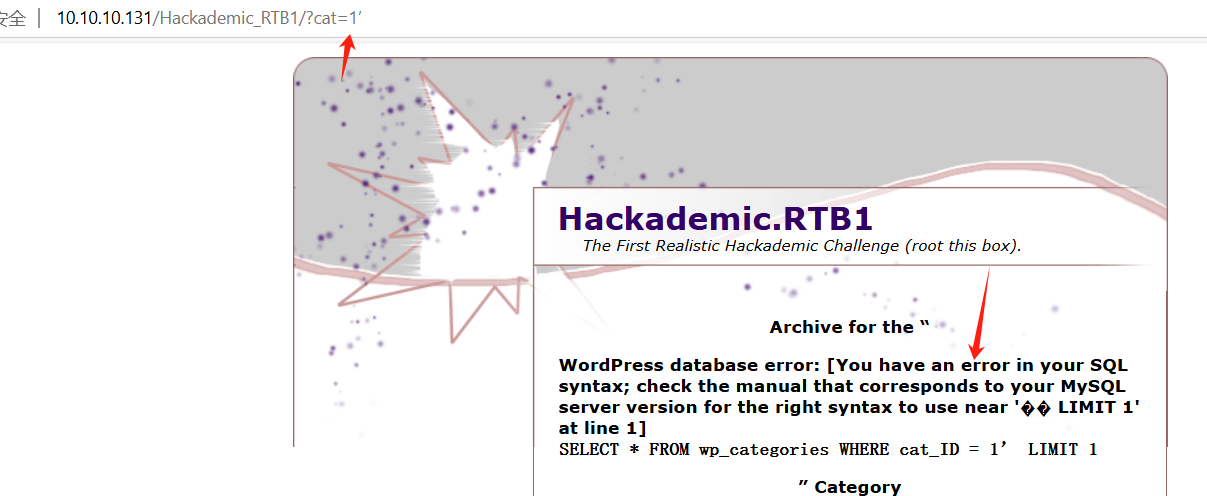 安全 | 10.10.10.131/Hackademic_RTB1/?cat=1’
Hackademic.RTB1
The First Realistic Hackademic Challenge (root this box).
Archive for the “
WordPress database error: [You have an error in your SQL
syntax; check the manual that corresponds to your MySQL
server version for the right syntax to use near '�� LIMIT 1'
at line 1]
SELECT * FROM wp_categories WHERE cat_ID = 1’ LIMIT 1
” Category